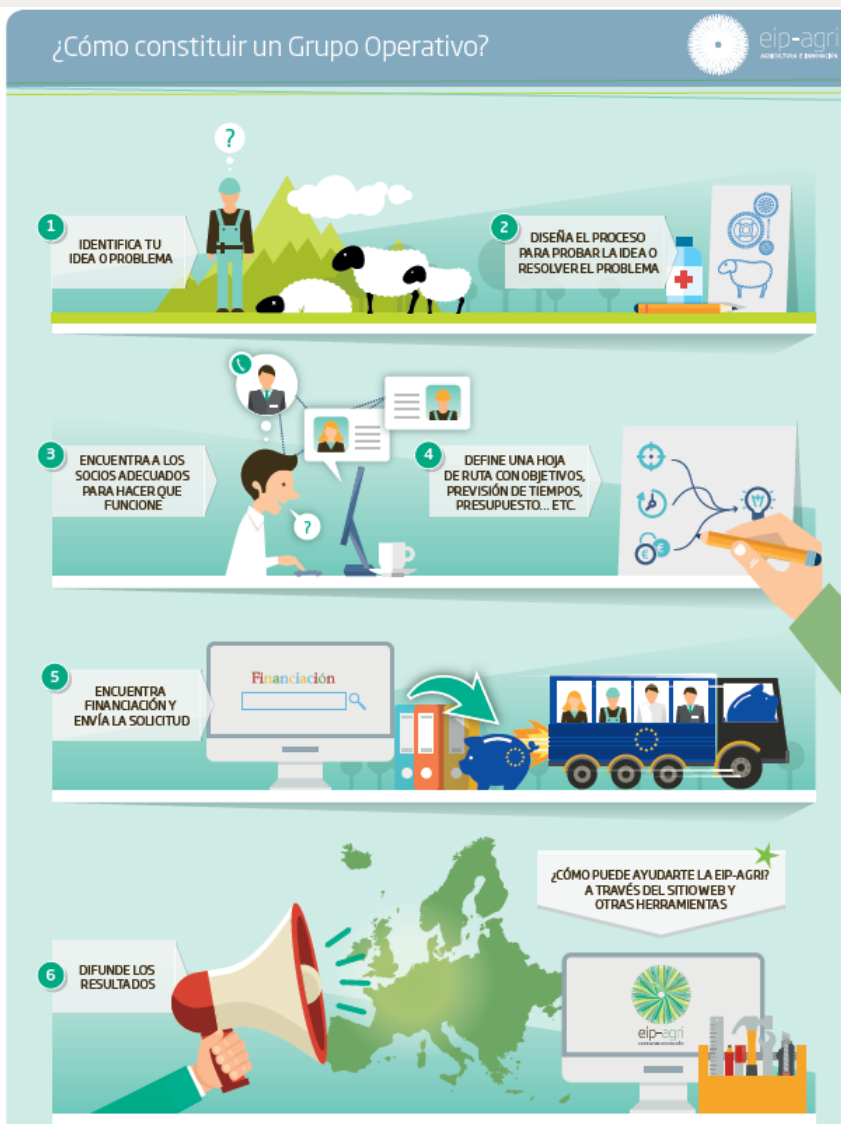 ¿Cómo constituir un Grupo Operativo?
eip-agri
AGRICULTURA E INNOVACIÓN
?
1
IDENTIFICA TU
IDEA O PROBLEMA
2
DISEÑA EL PROCESO
PARA PROBAR LA IDEA O
RESOLVER EL PROBLEMA
3
ENCUENTRA A LOS
SOCIOS ADECUADOS
PARA HACER QUE
FUNCIONE
?
4
DEFINE UNA HOJA
DE RUTA CON OBJETIVOS,
PREVISIÓN DE TIEMPOS,
PRESUPUESTO... ETC.
€ €
5
ENCUENTRA
FINANCIACIÓN Y
ENVÍA LA SOLICITUD
Financiación
¿CÓMO PUEDE AYUDARTE LA EIP-AGRI?
A TRAVÉS DEL SITIO WEB Y
OTRAS HERRAMIENTAS
6
DIFUNDE LOS
RESULTADOS
eip-agri